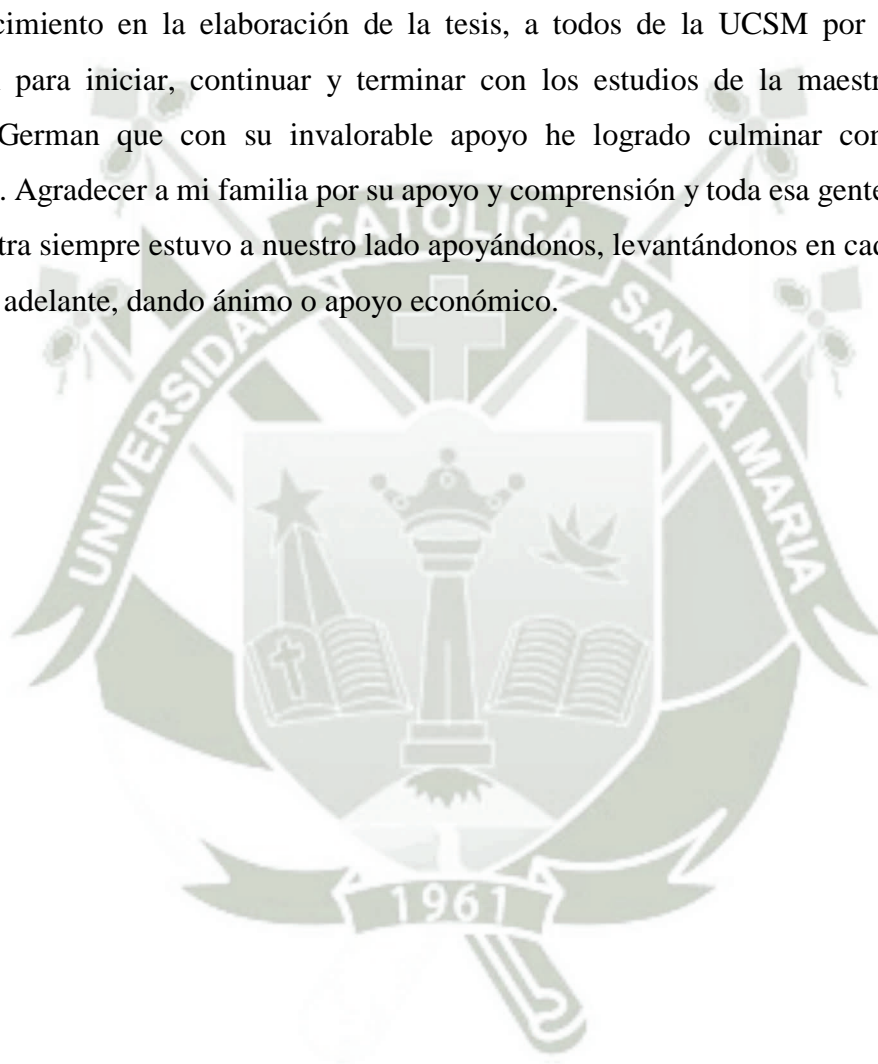 cimiento en la elaboración de la tesis, a todos de la UCSM por
para iniciar, continuar y terminar con los estudios de la maestr
German que con su invalorable apoyo he logrado culminar con
. Agradecer a mi familia por su apoyo y comprensión y toda esa gente
tra siempre estuvo a nuestro lado apoyándonos, levantándonos en cad
adelante, dando ánimo o apoyo económico.
UNIVERSIDAD CATOLICA SANTA MARIA
1961